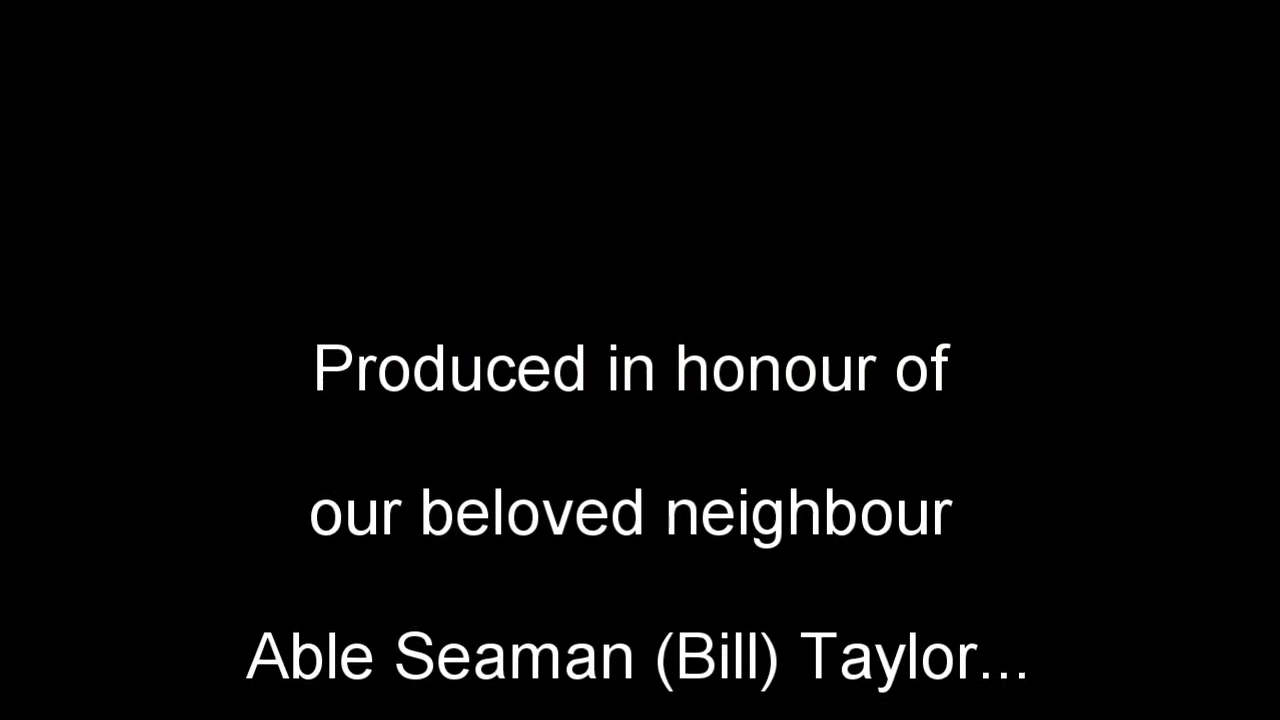 Produced in honour of
our beloved neighbour
Able Seaman (Bill) Taylor...